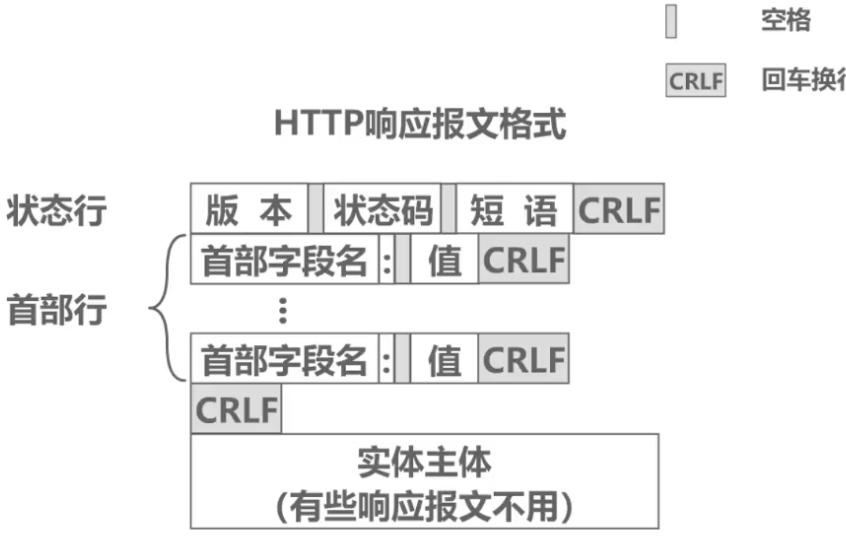 空格
CRLF 回车换行
HTTP响应报文格式
状态行 版 本 状态码 短 语 CRLF
首部字段名 : 值 CRLF
首部行 ⋮
首部字段名 : 值 CRLF
CRLF
实体主体
(有些响应报文不用)